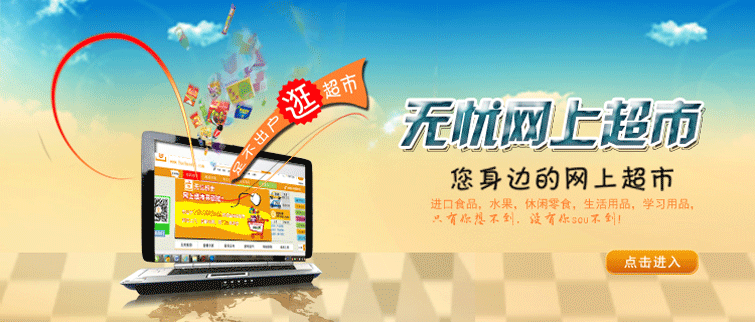 足不出户逛超市
无忧网上超市
您身边的网上超市
进口食品，水果，休闲零食，生活用品，学习用品，
只有你想不到，没有你sou不到！
点击进入